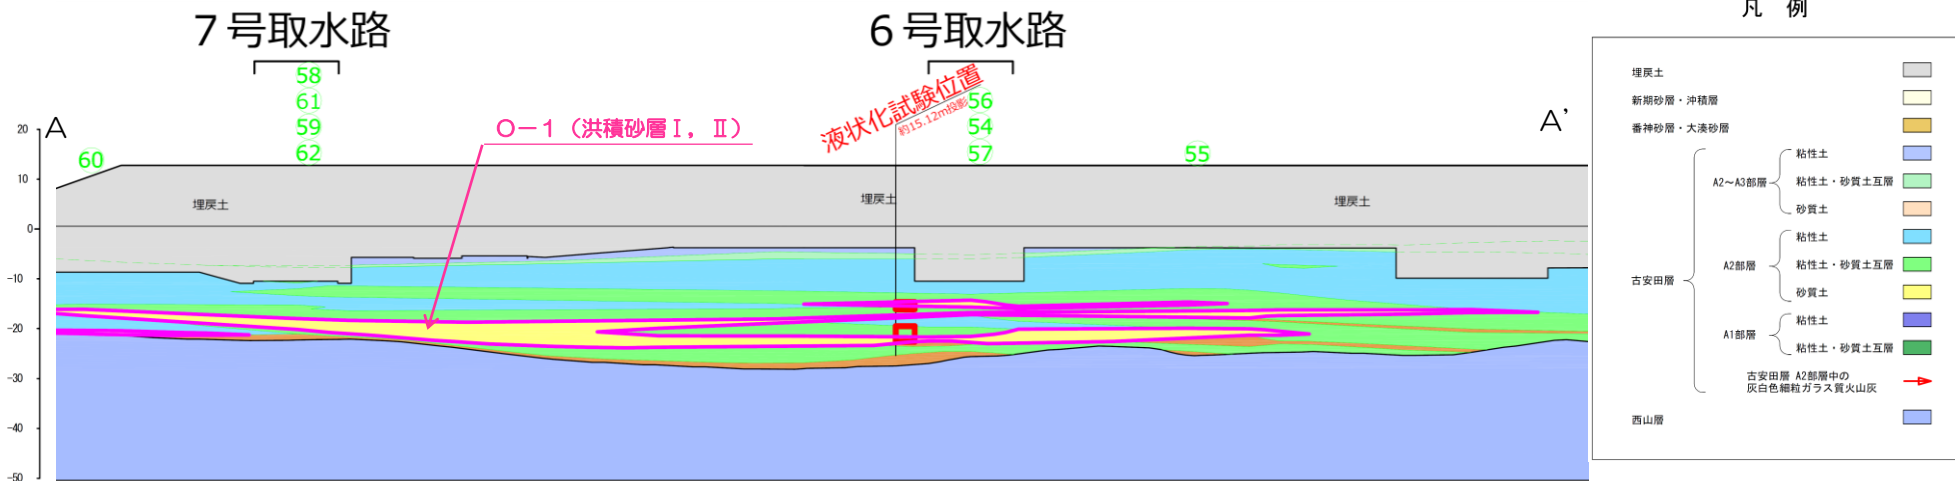 7号取水路
6号取水路
凡 例
58
61
59
62
60
A
O－1（洪積砂層Ⅰ，Ⅱ）
液状化試験位置
約15.12m投影
56
54
57
55
A'
20
10
0
-10
-20
-30
-40
-50
埋戻土
埋戻土
埋戻土
埋戻土
新期砂層・沖積層
番神砂層・大湊砂層
古安田層
A2～A3部層
粘性土
粘性土・砂質土互層
砂質土
A2部層
粘性土
粘性土・砂質土互層
砂質土
A1部層
粘性土
粘性土・砂質土互層
古安田層 A2部層中の
灰白色細粒ガラス質火山灰
西山層